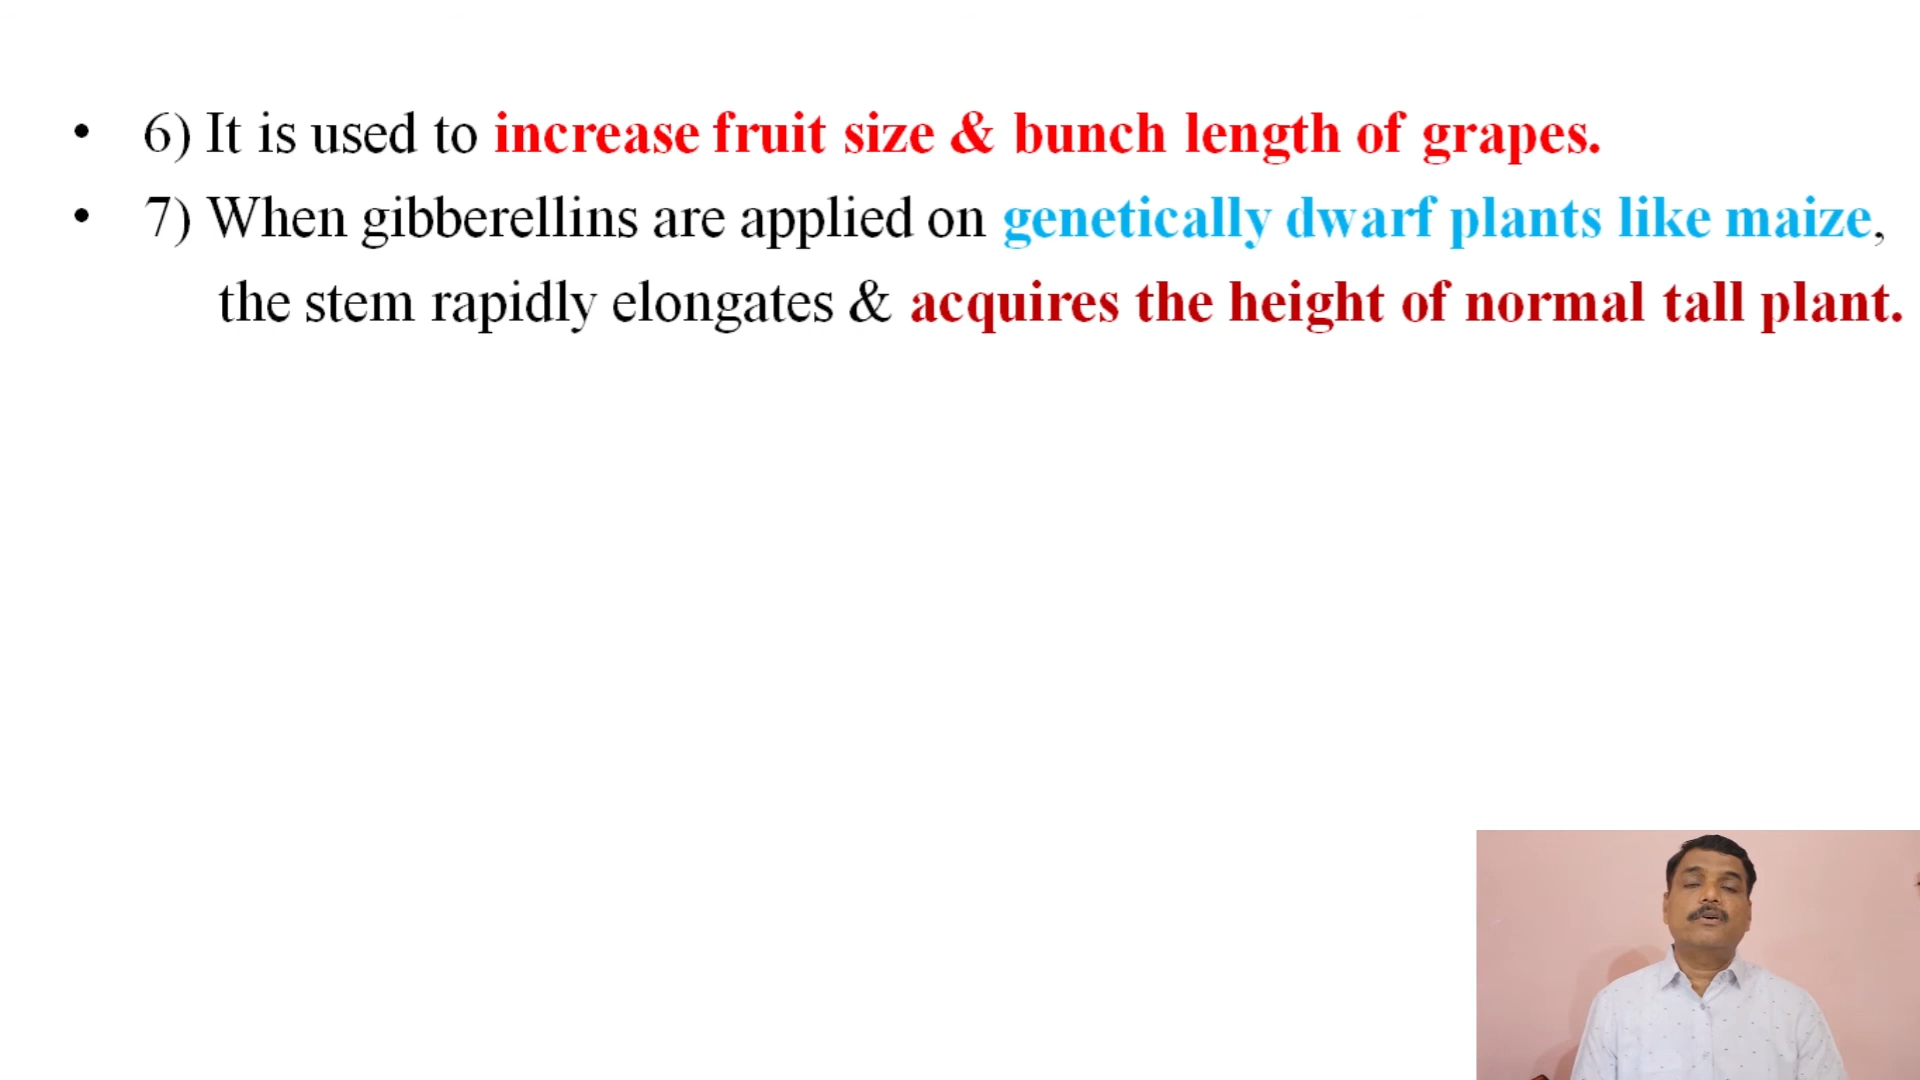 • 6) It is used to increase fruit size & bunch length of grapes.
• 7) When gibberellins are applied on genetically dwarf plants like maize,
the stem rapidly elongates & acquires the height of normal tall plant.